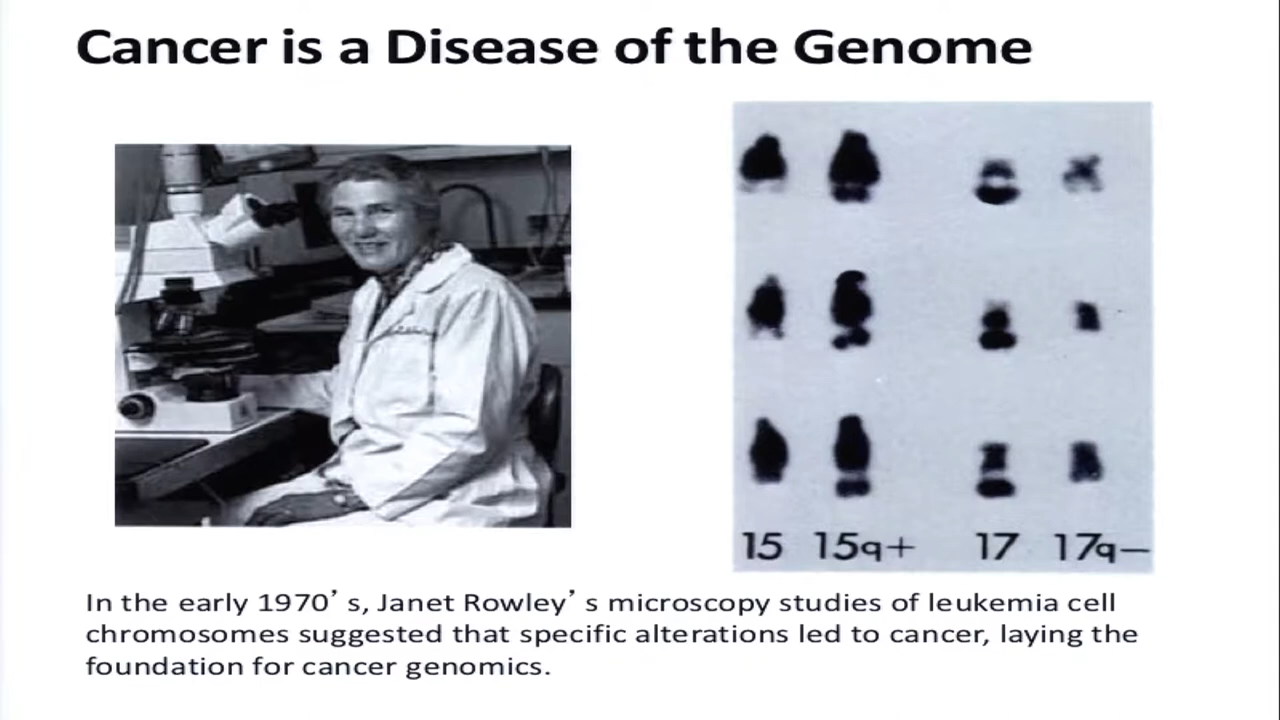 Cancer is a Disease of the Genome
15 15q+ 17 17q−
In the early 1970’ s, Janet Rowley’ s microscopy studies of leukemia cell
chromosomes suggested that specific alterations led to cancer, laying the
foundation for cancer genomics.